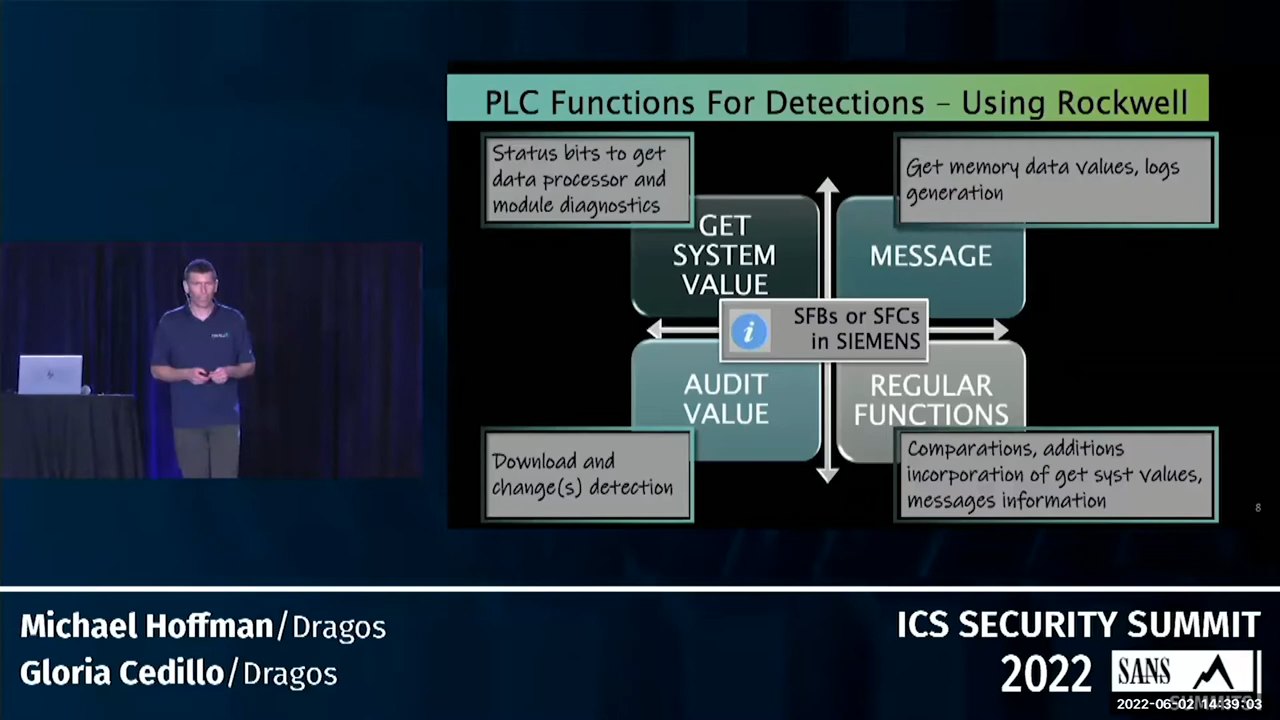 PLC Functions For Detections – Using Rockwell
Status bits to get
data processor and
module diagnostics
Get memory data values, logs
generation
GET
SYSTEM
VALUE
MESSAGE
SFBs or SFCs
in SIEMENS
AUDIT
VALUE
REGULAR
FUNCTIONS
Download and
change(s) detection
Comparations, additions
incorporation of get syst values,
messages information
8
Michael Hoffman/Dragos
Gloria Cedillo/Dragos
ICS SECURITY SUMMIT
2022
SANS
SUMMITS
2022-06-02 14:39:03